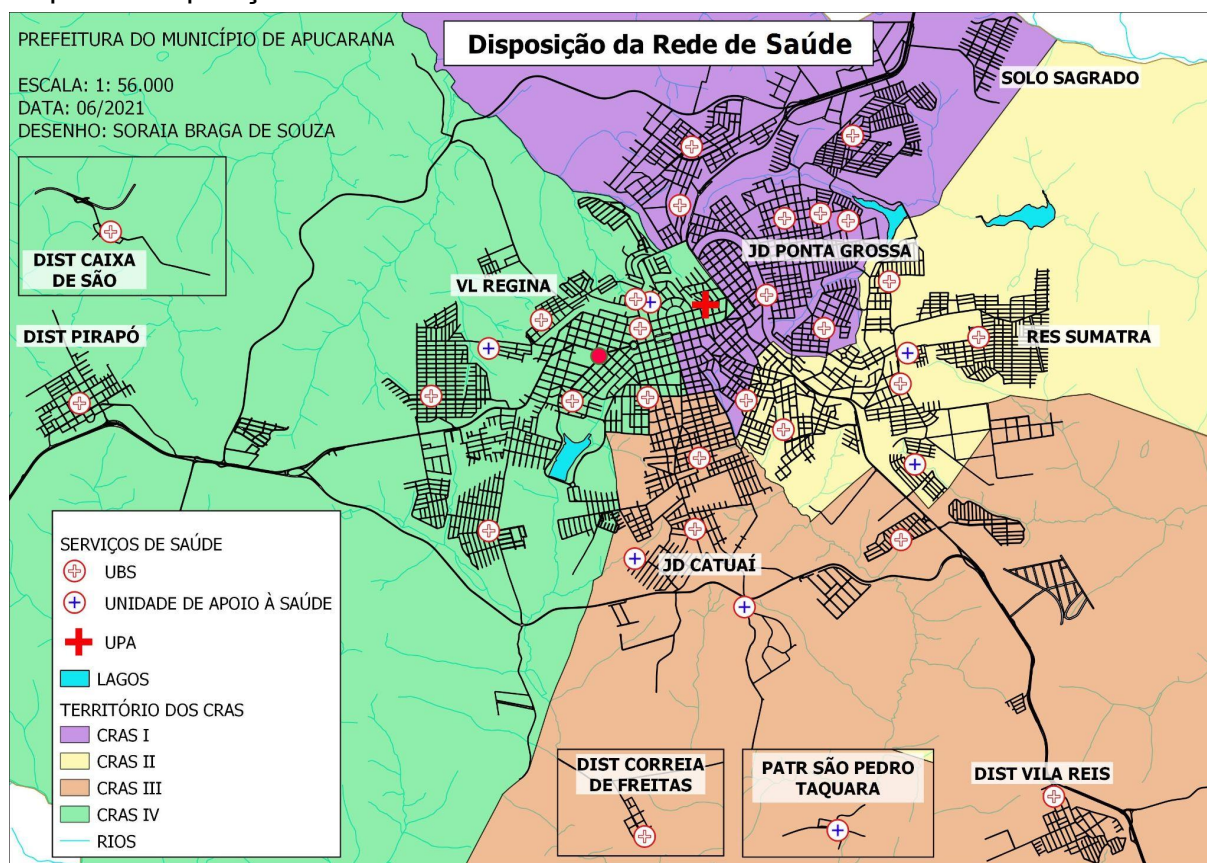 PREFEITURA DO MUNICÍPIO DE APUCARANA
Disposição da Rede de Saúde
ESCALA: 1: 56.000
DATA: 06/2021
DESENHO: SORAIA BRAGA DE SOUZA
SOLO SAGRADO
DIST CAIXA
DE SÃO
JD PONTA GROSSA
VL REGINA
DIST PIRAPÓ
RES SUMATRA
JD CATUAÍ
SERVIÇOS DE SAÚDE
UBS
UNIDADE DE APOIO À SAÚDE
UPA
LAGOS
TERRITÓRIO DOS CRAS
CRAS I
CRAS II
CRAS III
CRAS IV
RIOS
DIST CORREIA
DE FREITAS
PATR SÃO PEDRO
TAQUARA
DIST VILA REIS